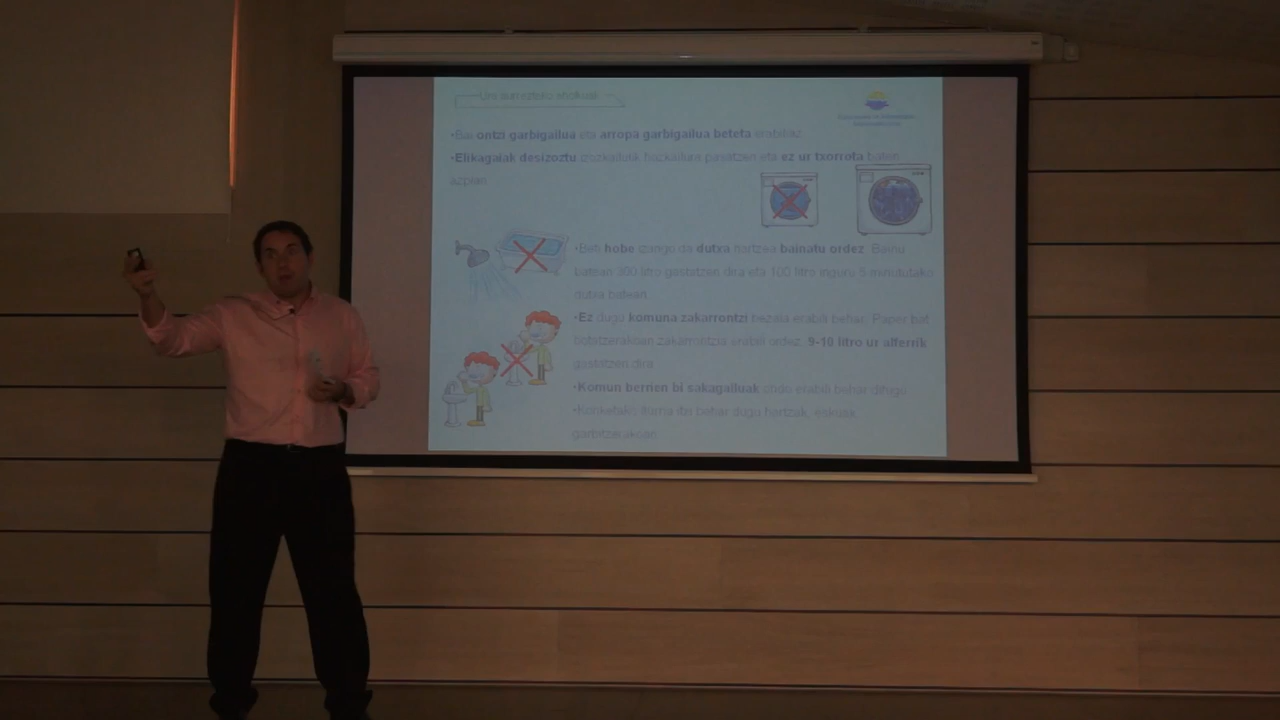 Ura aurrezteko aholkuak
•Bai ontzi garbigailua eta arropa garbigailua beteta erabiliaz
•Elikagaiak desizoztu izozkailutik hozkailura pasatzen eta ez ur txorrota baten
azpian
•Beti hobe izango da dutxa hartzea bainatu ordez. Bainu
batean 300 litro gastatzen dira eta 100 litro inguru 5 minututako
dutxa batean
•Ez dugu komuna zakarrontzi bezala erabili behar. Paper bat
botatzerakoan zakarrontzia erabili ordez, 9-10 litro ur alferrik
gastatzen dira
•Komun berrien bi sakagailuak ondo erabili behar ditugu
•Konketako iturria itxi behar dugu hortzak, eskuak,
garbitzerakoan